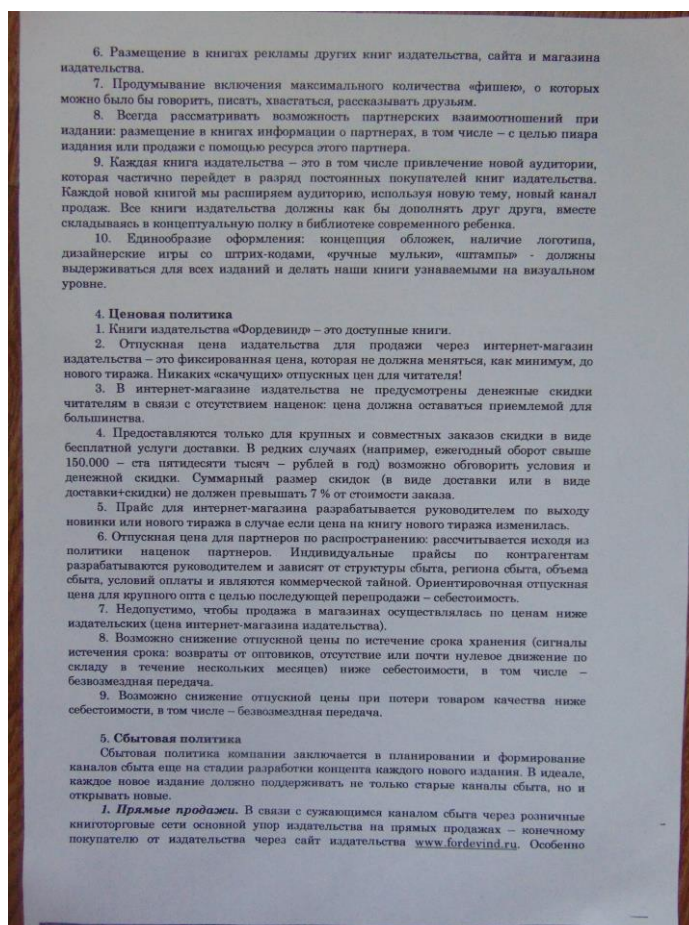 6. Размещение в книгах рекламы других книг издательства, сайта и магазина
издательства.
7. Продумывание включения максимального количества «фишек», о которых
можно было бы говорить, писать, хвастаться, рассказывать друзьям.
8. Всегда рассматривать возможность партнерских взаимоотношений при
издании: размещение в книгах информации о партнерах, в том числе – с целью пиара
издания или продажи с помощью ресурса этого партнера.
9. Каждая книга издательства – это в том числе привлечение новой аудитории,
которая частично перейдет в разряд постоянных покупателей книг издательства.
Каждой новой книгой мы расширяем аудиторию, используя новую тему, новый канал
продаж. Все книги издательства должны как бы дополнять друг друга, вместе
складываясь в концептуальную полку в библиотеке современного ребенка.
10. Единообразие оформления: концепция обложек, наличие логотипа,
дизайнерские игры со штрих-кодами, «ручные мульки», «штампы» - должны
выдерживаться для всех изданий и делать наши книги узнаваемыми на визуальном
уровне.
4. Ценовая политика
1. Книги издательства «Фордевинд» – это доступные книги.
2. Отпускная цена издательства для продажи через интернет-магазин
издательства – это фиксированная цена, которая не должна меняться, как минимум, до
нового тиража. Никаких «скачущих» отпускных цен для читателя!
3. В интернет-магазине издательства не предусмотрены денежные скидки
читателям в связи с отсутствием наценок: цена должна оставаться приемлемой для
большинства.
4. Предоставляются только для крупных и совместных заказов скидки в виде
бесплатной услуги доставки. В редких случаях (например, ежегодный оборот свыше
150.000 – ста пятидесяти тысяч – рублей в год) возможно обговорить условия и
денежной скидки. Суммарный размер скидок (в виде доставки или в виде
доставки+скидки) не должен превышать 7 % от стоимости заказа.
5. Прайс для интернет-магазина разрабатывается руководителем по выходу
новинки или нового тиража в случае если цена на книгу нового тиража изменилась.
6. Отпускная цена для партнеров по распространению: рассчитывается исходя из
политики наценок партнеров. Индивидуальные прайсы по контрагентам
разрабатываются руководителем и зависят от структуры сбыта, региона сбыта, объема
сбыта, условий оплаты и являются коммерческой тайной. Ориентировочная отпускная
цена для крупного опта с целью последующей перепродажи – себестоимость.
7. Недопустимо, чтобы продажа в магазинах осуществлялась по ценам ниже
издательских (цена интернет-магазина издательства).
8. Возможно снижение отпускной цены по истечение срока хранения (сигналы
истечения срока: возвраты от оптовиков, отсутствие или почти нулевое движение по
складу в течение нескольких месяцев) ниже себестоимости, в том числе –
безвозмездная передача.
9. Возможно снижение отпускной цены при потери товаром качества ниже
себестоимости, в том числе – безвозмездная передача.
5. Сбытовая политика
Сбытовая политика компании заключается в планировании и формирование
каналов сбыта еще на стадии разработки концепта каждого нового издания. В идеале,
каждое новое издание должно поддерживать не только старые каналы сбыта, но и
открывать новые.
1. Прямые продажи. В связи с сужающимся каналом сбыта через розничные
книготорговые сети основной упор издательства на прямых продажах – конечному
покупателю от издательства через сайт издательства www.fordevind.ru. Особенно